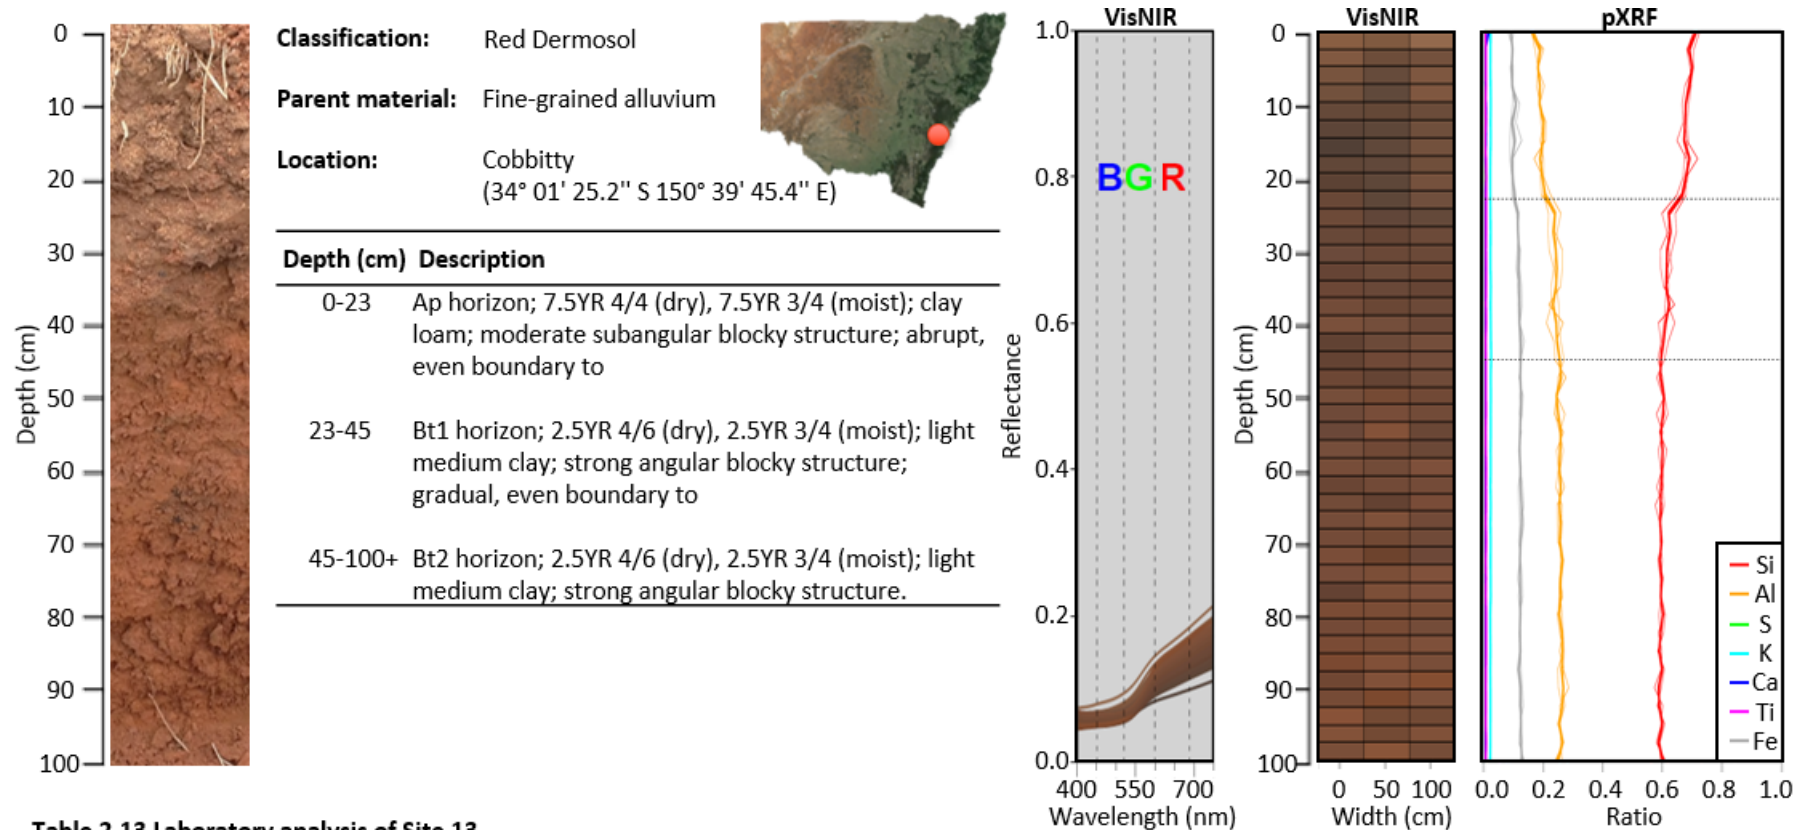 0
10
20
30
40
50
60
70
80
90
100
Depth (cm)
Classification: Red Dermosol
Parent material: Fine-grained alluvium
Location: Cobbitty
(34° 01' 25.2" S 150° 39' 45.4" E)
Depth (cm) Description
0-23 Ap horizon; 7.5YR 4/4 (dry), 7.5YR 3/4 (moist); clay
loam; moderate subangular blocky structure; abrupt,
even boundary to
23-45 Bt1 horizon; 2.5YR 4/6 (dry), 2.5YR 3/4 (moist); light
medium clay; strong angular blocky structure;
gradual, even boundary to
45-100+ Bt2 horizon; 2.5YR 4/6 (dry), 2.5YR 3/4 (moist); light
medium clay; strong angular blocky structure.
VisNIR
1.0
0.8
0.6
0.4
0.2
0.0
Reflectance
BGR
400 550 700
Wavelength (nm)
VisNIR
0
10
20
30
40
50
60
70
80
90
100
Depth (cm)
0 50 100
Width (cm)
pXRF
Si
Al
S
K
Ca
Ti
Fe
0.0 0.2 0.4 0.6 0.8 1.0
Ratio
Table 2.13 Laboratory analysis of Site 13